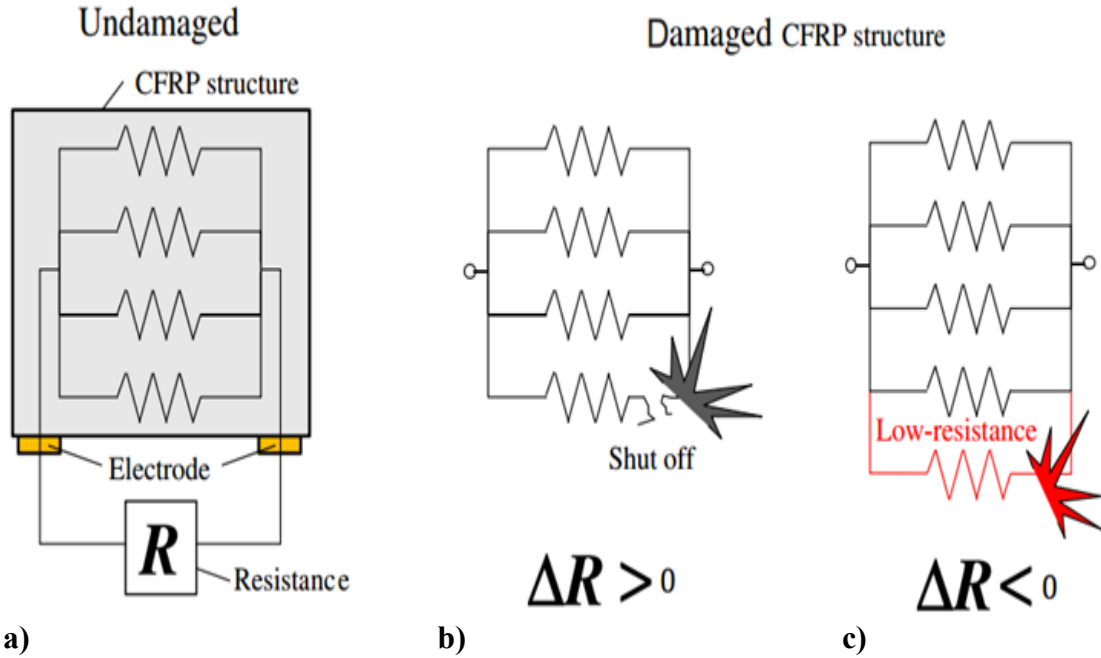 Undamaged
CFRP structure
Electrode
R
Resistance
a)
Damaged CFRP structure
Shut off
ΔR > 0
b)
Low-resistance
ΔR < 0
c)